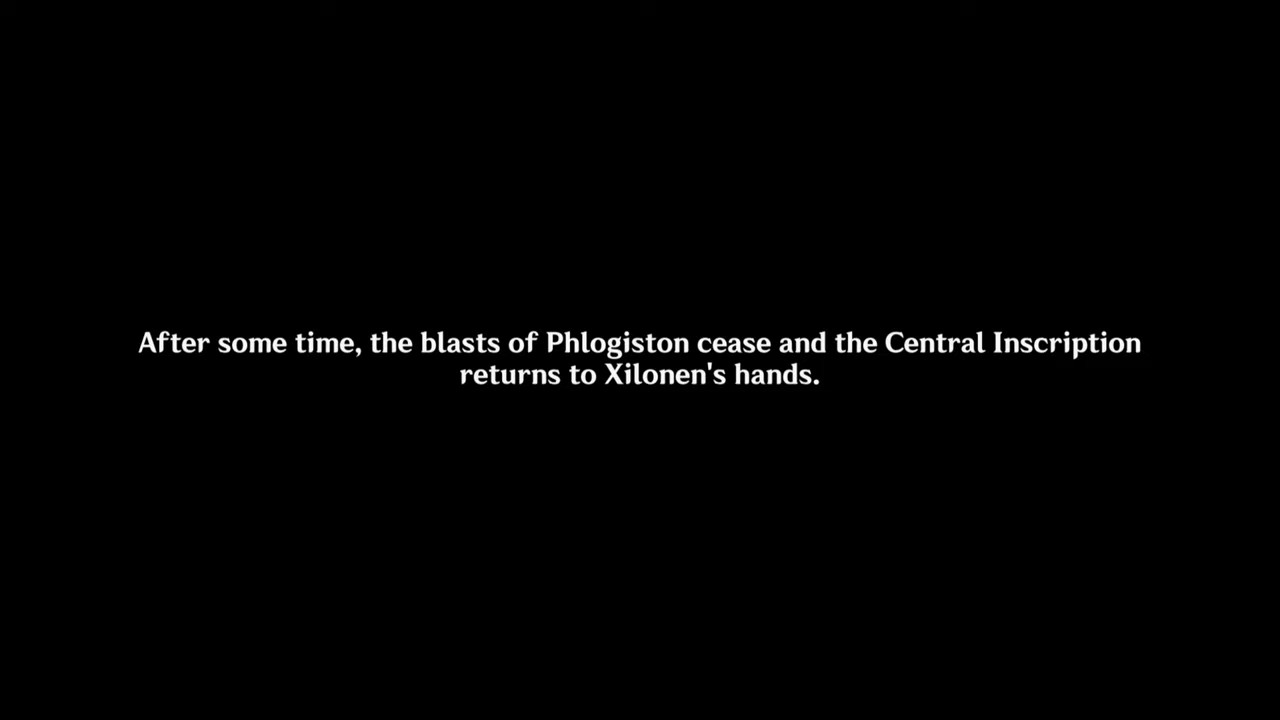 After some time, the blasts of Phlogiston cease and the Central Inscription
returns to Xilonen's hands.